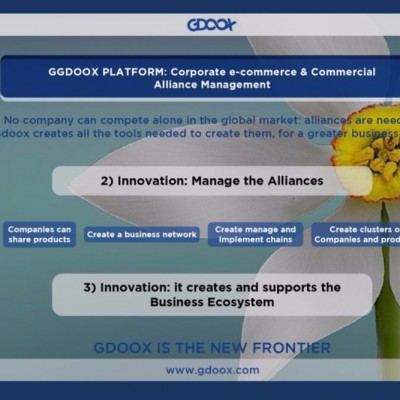 GDOOX
GGDOOX PLATFORM: Corporate e-commerce & Commercial
Alliance Management
No company can compete alone in the global market: alliances are need
doox creates all the tools needed to create them, for a greater business
2) Innovation: Manage the Alliances
Companies can
share products
Create a business network
Create manage and
Implement chains
Create clusters o
Companies and prod
3) Innovation: it creates and supports the
Business Ecosystem
GDOOX IS THE NEW FRONTIER
www.gdoox.com